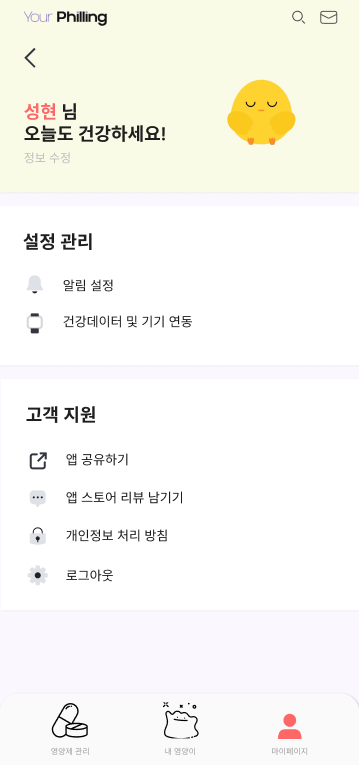 Your Philling
성현 님
오늘도 건강하세요!
정보 수정
설정 관리
알림 설정
건강데이터 및 기기 연동
고객 지원
앱 공유하기
앱 스토어 리뷰 남기기
개인정보 처리 방침
로그아웃
영양제 관리
내 영양이
마이페이지